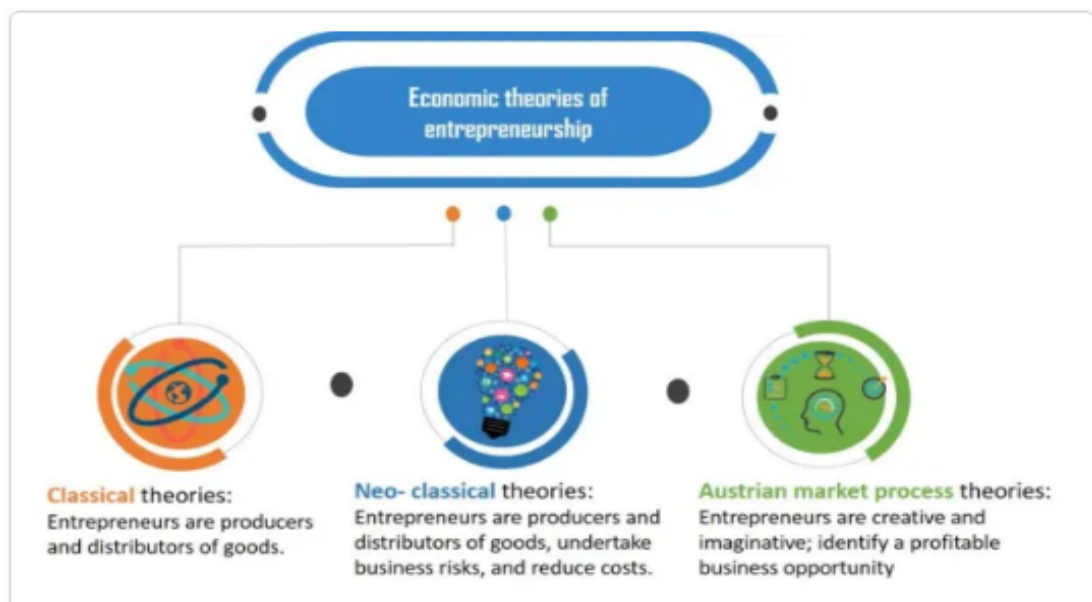 Economic theories of
entrepreneurship
Classical theories:
Entrepreneurs are producers
and distributors of goods.
Neo- classical theories:
Entrepreneurs are producers and
distributors of goods, undertake
business risks, and reduce costs.
Austrian market process theories:
Entrepreneurs are creative and
imaginative; identify a profitable
business opportunity